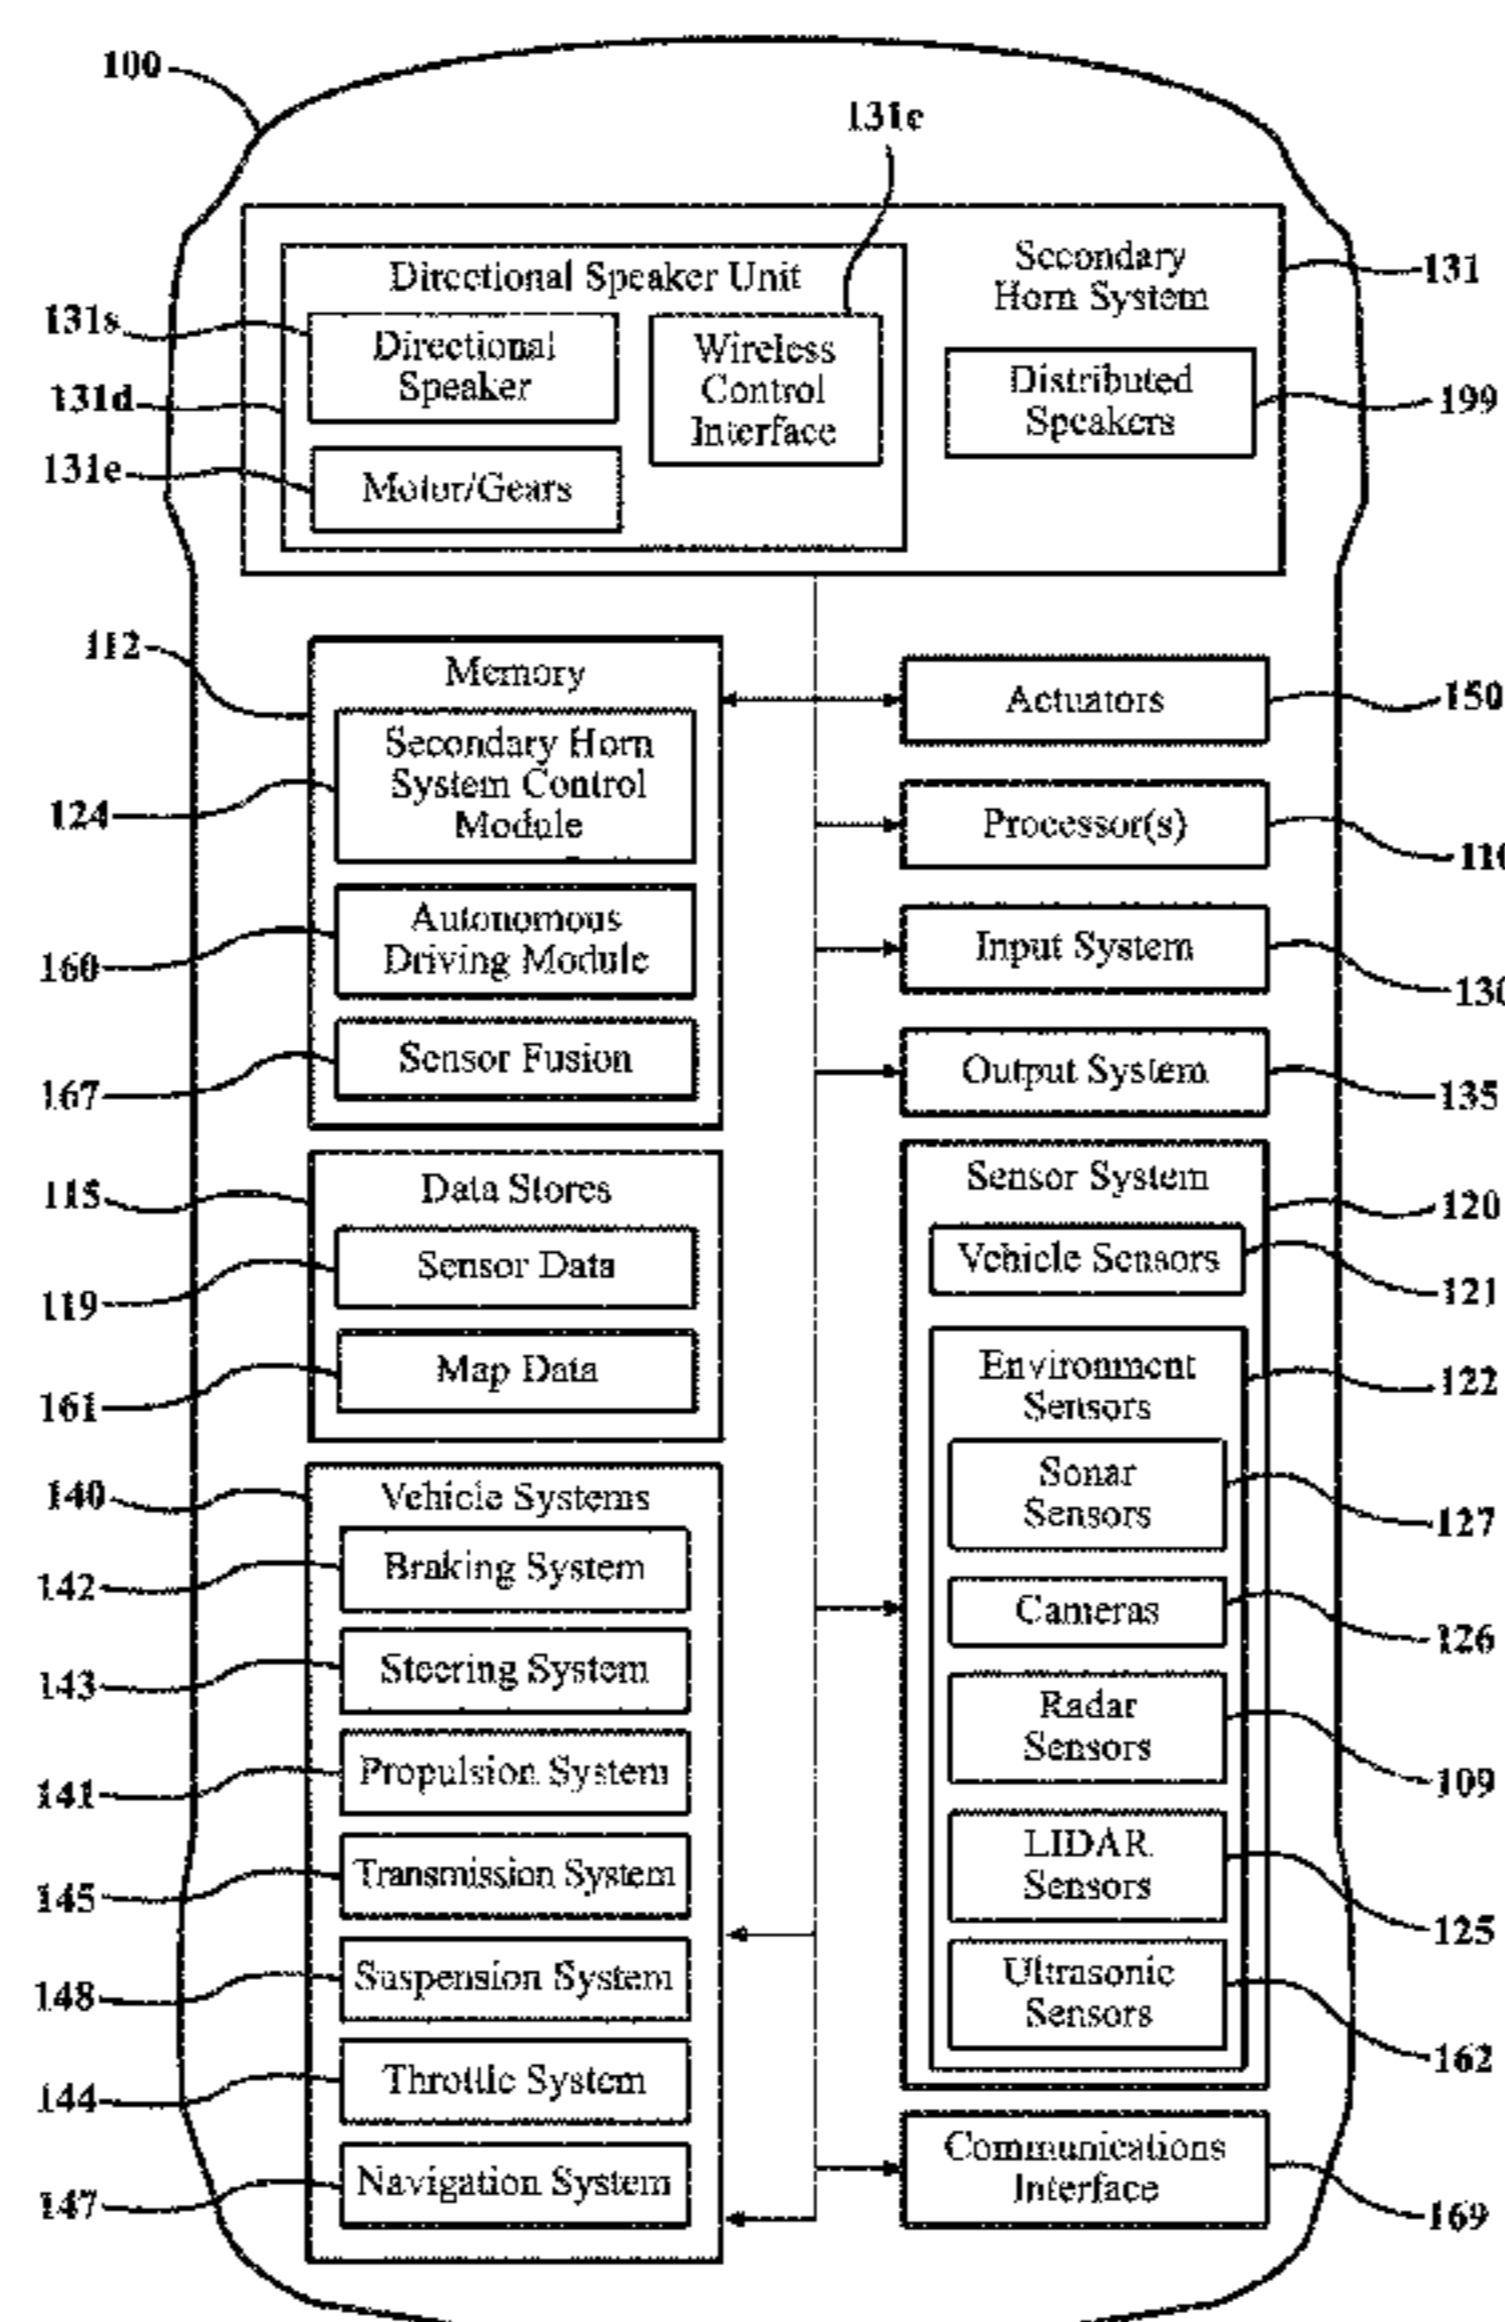 100
131c
Directional Speaker Unit
Secondary
Horn System
131
131s
Directional
Speaker
Wireless
Control
Interface
Distributed
Speakers
199
131d
131e
Motor/Gears
112
Memory
Secondary Horn
System Control
Module
124
Autonomous
Driving Module
160
Sensor Fusion
167
Actuators
150
Processor(s)
110
Input System
130
Output System
135
115
Data Stores
Sensor Data
119
Map Data
161
Sensor System
120
Vehicle Sensors
121
Environment
Sensors
122
Sonar
Sensors
127
Cameras
126
Radar
Sensors
109
LIDAR
Sensors
125
Ultrasonic
Sensors
162
140
Vehicle Systems
Braking System
142
Steering System
143
Propulsion System
141
Transmission System
145
Suspension System
148
Throttle System
144
Navigation System
147
Communications
Interface
169